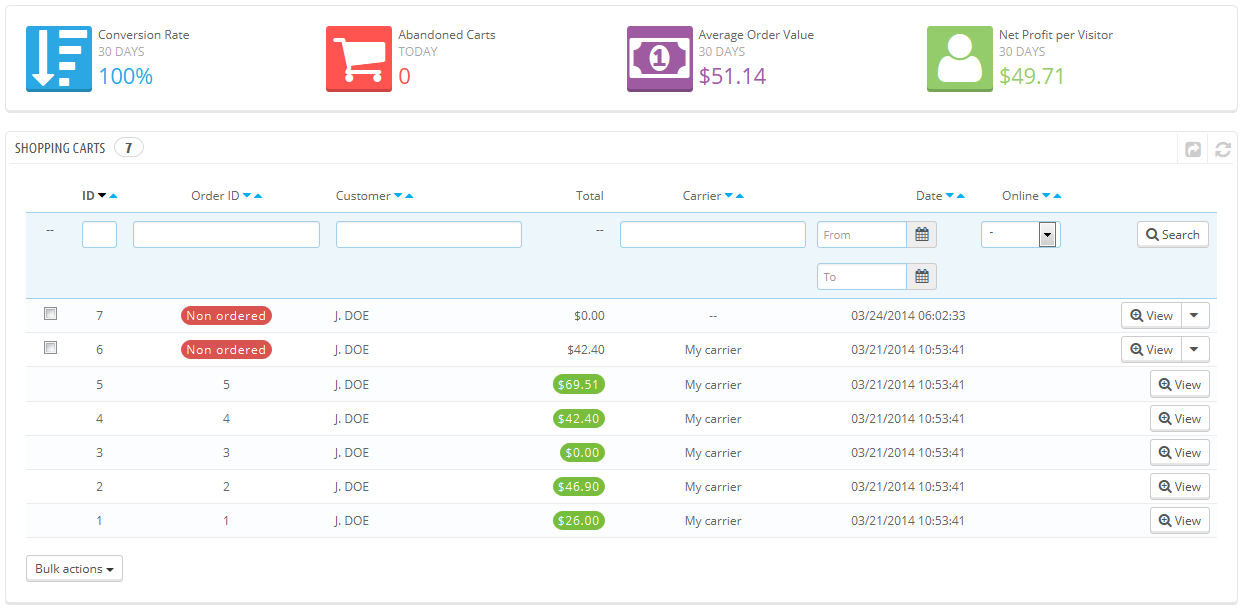 Conversion Rate
30 DAYS
100%
Abandoned Carts
TODAY
0
1
Average Order Value
30 DAYS
$51.14
Net Profit per Visitor
30 DAYS
$49.71
SHOPPING CARTS 7
ID Order ID Customer Total Carrier Date Online
-- -- From - Search
To
7 Non ordered J. DOE $0.00 -- 03/24/2014 06:02:33 View
6 Non ordered J. DOE $42.40 My carrier 03/21/2014 10:53:41 View
5 5 J. DOE $69.51 My carrier 03/21/2014 10:53:41 View
4 4 J. DOE $42.40 My carrier 03/21/2014 10:53:41 View
3 3 J. DOE $0.00 My carrier 03/21/2014 10:53:41 View
2 2 J. DOE $46.90 My carrier 03/21/2014 10:53:41 View
1 1 J. DOE $26.00 My carrier 03/21/2014 10:53:41 View
Bulk actions